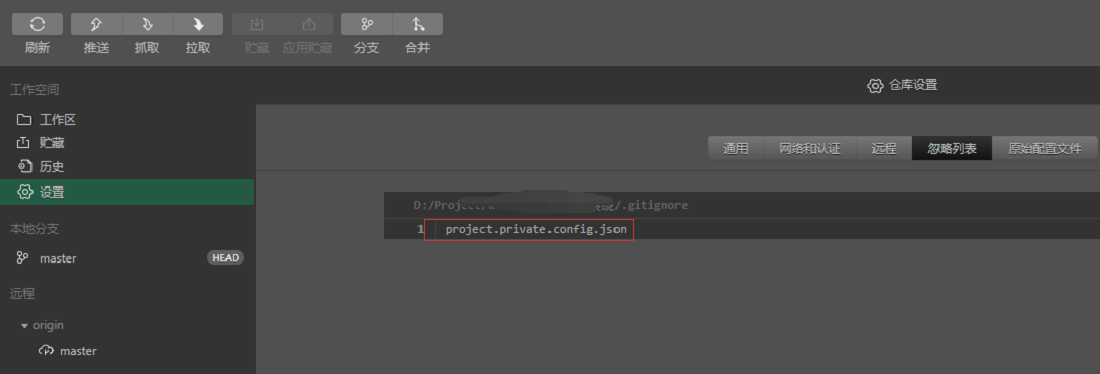 刷新 推送 抓取 拉取 贮藏 应用贮藏 分支 合并
工作空间
仓库设置
工作区
贮藏
历史
设置
通用 网络和认证 远程 忽略列表 原始配置文件
D:/Project/ /.gitignore
1 project.private.config.json
本地分支
master HEAD
远程
origin
master